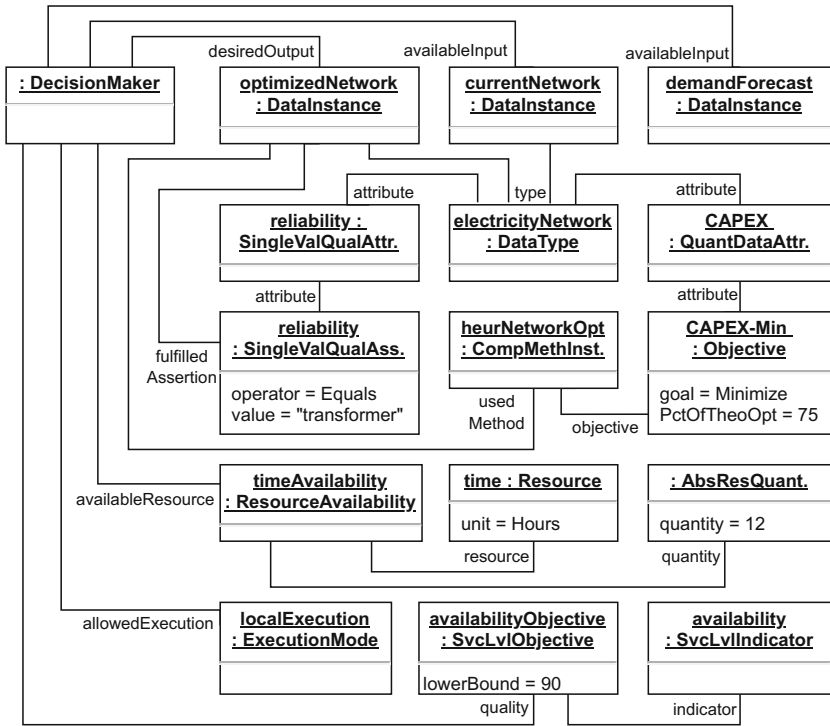 desiredOutput
availableInput
availableInput
: DecisionMaker
optimizedNetwork
: DataInstance
currentNetwork
: DataInstance
demandForecast
: DataInstance
attribute
type
attribute
reliability :
SingleValQualAttr.
electricityNetwork
: DataType
CAPEX
: QuantDataAttr.
attribute
attribute
reliability
: SingleValQualAss.
operator = Equals
value = "transformer"
fulfilled
Assertion
heurNetworkOpt
: CompMethInst.
used
Method
objective
CAPEX-Min
: Objective
goal = Minimize
PctOfTheoOpt = 75
availableResource
timeAvailability
: ResourceAvailability
time : Resource
unit = Hours
: AbsResQuant.
quantity = 12
resource
quantity
allowedExecution
localExecution
: ExecutionMode
availabilityObjective
: SvcLvlObjective
lowerBound = 90
availability
: SvcLvlIndicator
quality
indicator